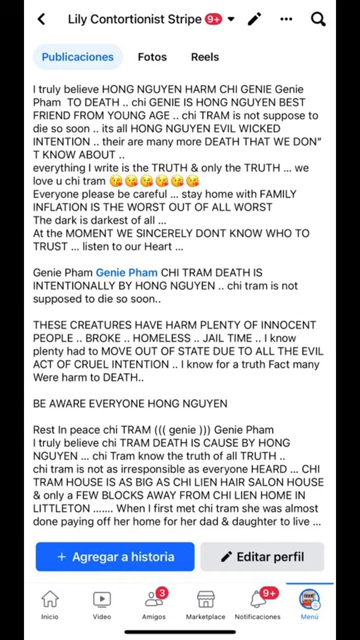 Lily Contortionist Stripe 9+
Publicaciones Fotos Reels
I truly believe HONG NGUYEN HARM CHI GENIE Genie
Pham TO DEATH .. chi GENIE IS HONG NGUYEN BEST
FRIEND FROM YOUNG AGE .. chi TRAM is not suppose to
die so soon .. its all HONG NGUYEN EVIL WICKED
INTENTION .. their are many more DEATH THAT WE DON"
T KNOW ABOUT ..
everything I write is the TRUTH & only the TRUTH ... we
love u chi tram 😘😘😘😘😘😘
Everyone please be careful ... stay home with FAMILY
INFLATION IS THE WORST OUT OF ALL WORST
The dark is darkest of all ...
At the MOMENT WE SINCERELY DONT KNOW WHO TO
TRUST ... listen to our Heart ...
Genie Pham Genie Pham CHI TRAM DEATH IS
INTENTIONALLY BY HONG NGUYEN .. chi tram is not
supposed to die so soon..
THESE CREATURES HAVE HARM PLENTY OF INNOCENT
PEOPLE .. BROKE .. HOMELESS .. JAIL TIME .. I know
plenty had to MOVE OUT OF STATE DUE TO ALL THE EVIL
ACT OF CRUEL INTENTION .. I know for a truth Fact many
Were harm to DEATH..
BE AWARE EVERYONE HONG NGUYEN
Rest In peace chi TRAM ((( genie ))) Genie Pham
I truly believe chi TRAM DEATH IS CAUSE BY HONG
NGUYEN ... chi Tram know the truth of all TRUTH ..
chi tram is not as irresponsible as everyone HEARD ... CHI
TRAM HOUSE IS AS BIG AS CHI LIEN HAIR SALON HOUSE
& only a FEW BLOCKS AWAY FROM CHI LIEN HOME IN
LITTLETON ....... When I first met chi tram she was almost
done paying off her home for her dad & daughter to live ...
+ Agregar a historia Editar perfil
3 9+
Inicio Video Amigos Marketplace Notificaciones Menú